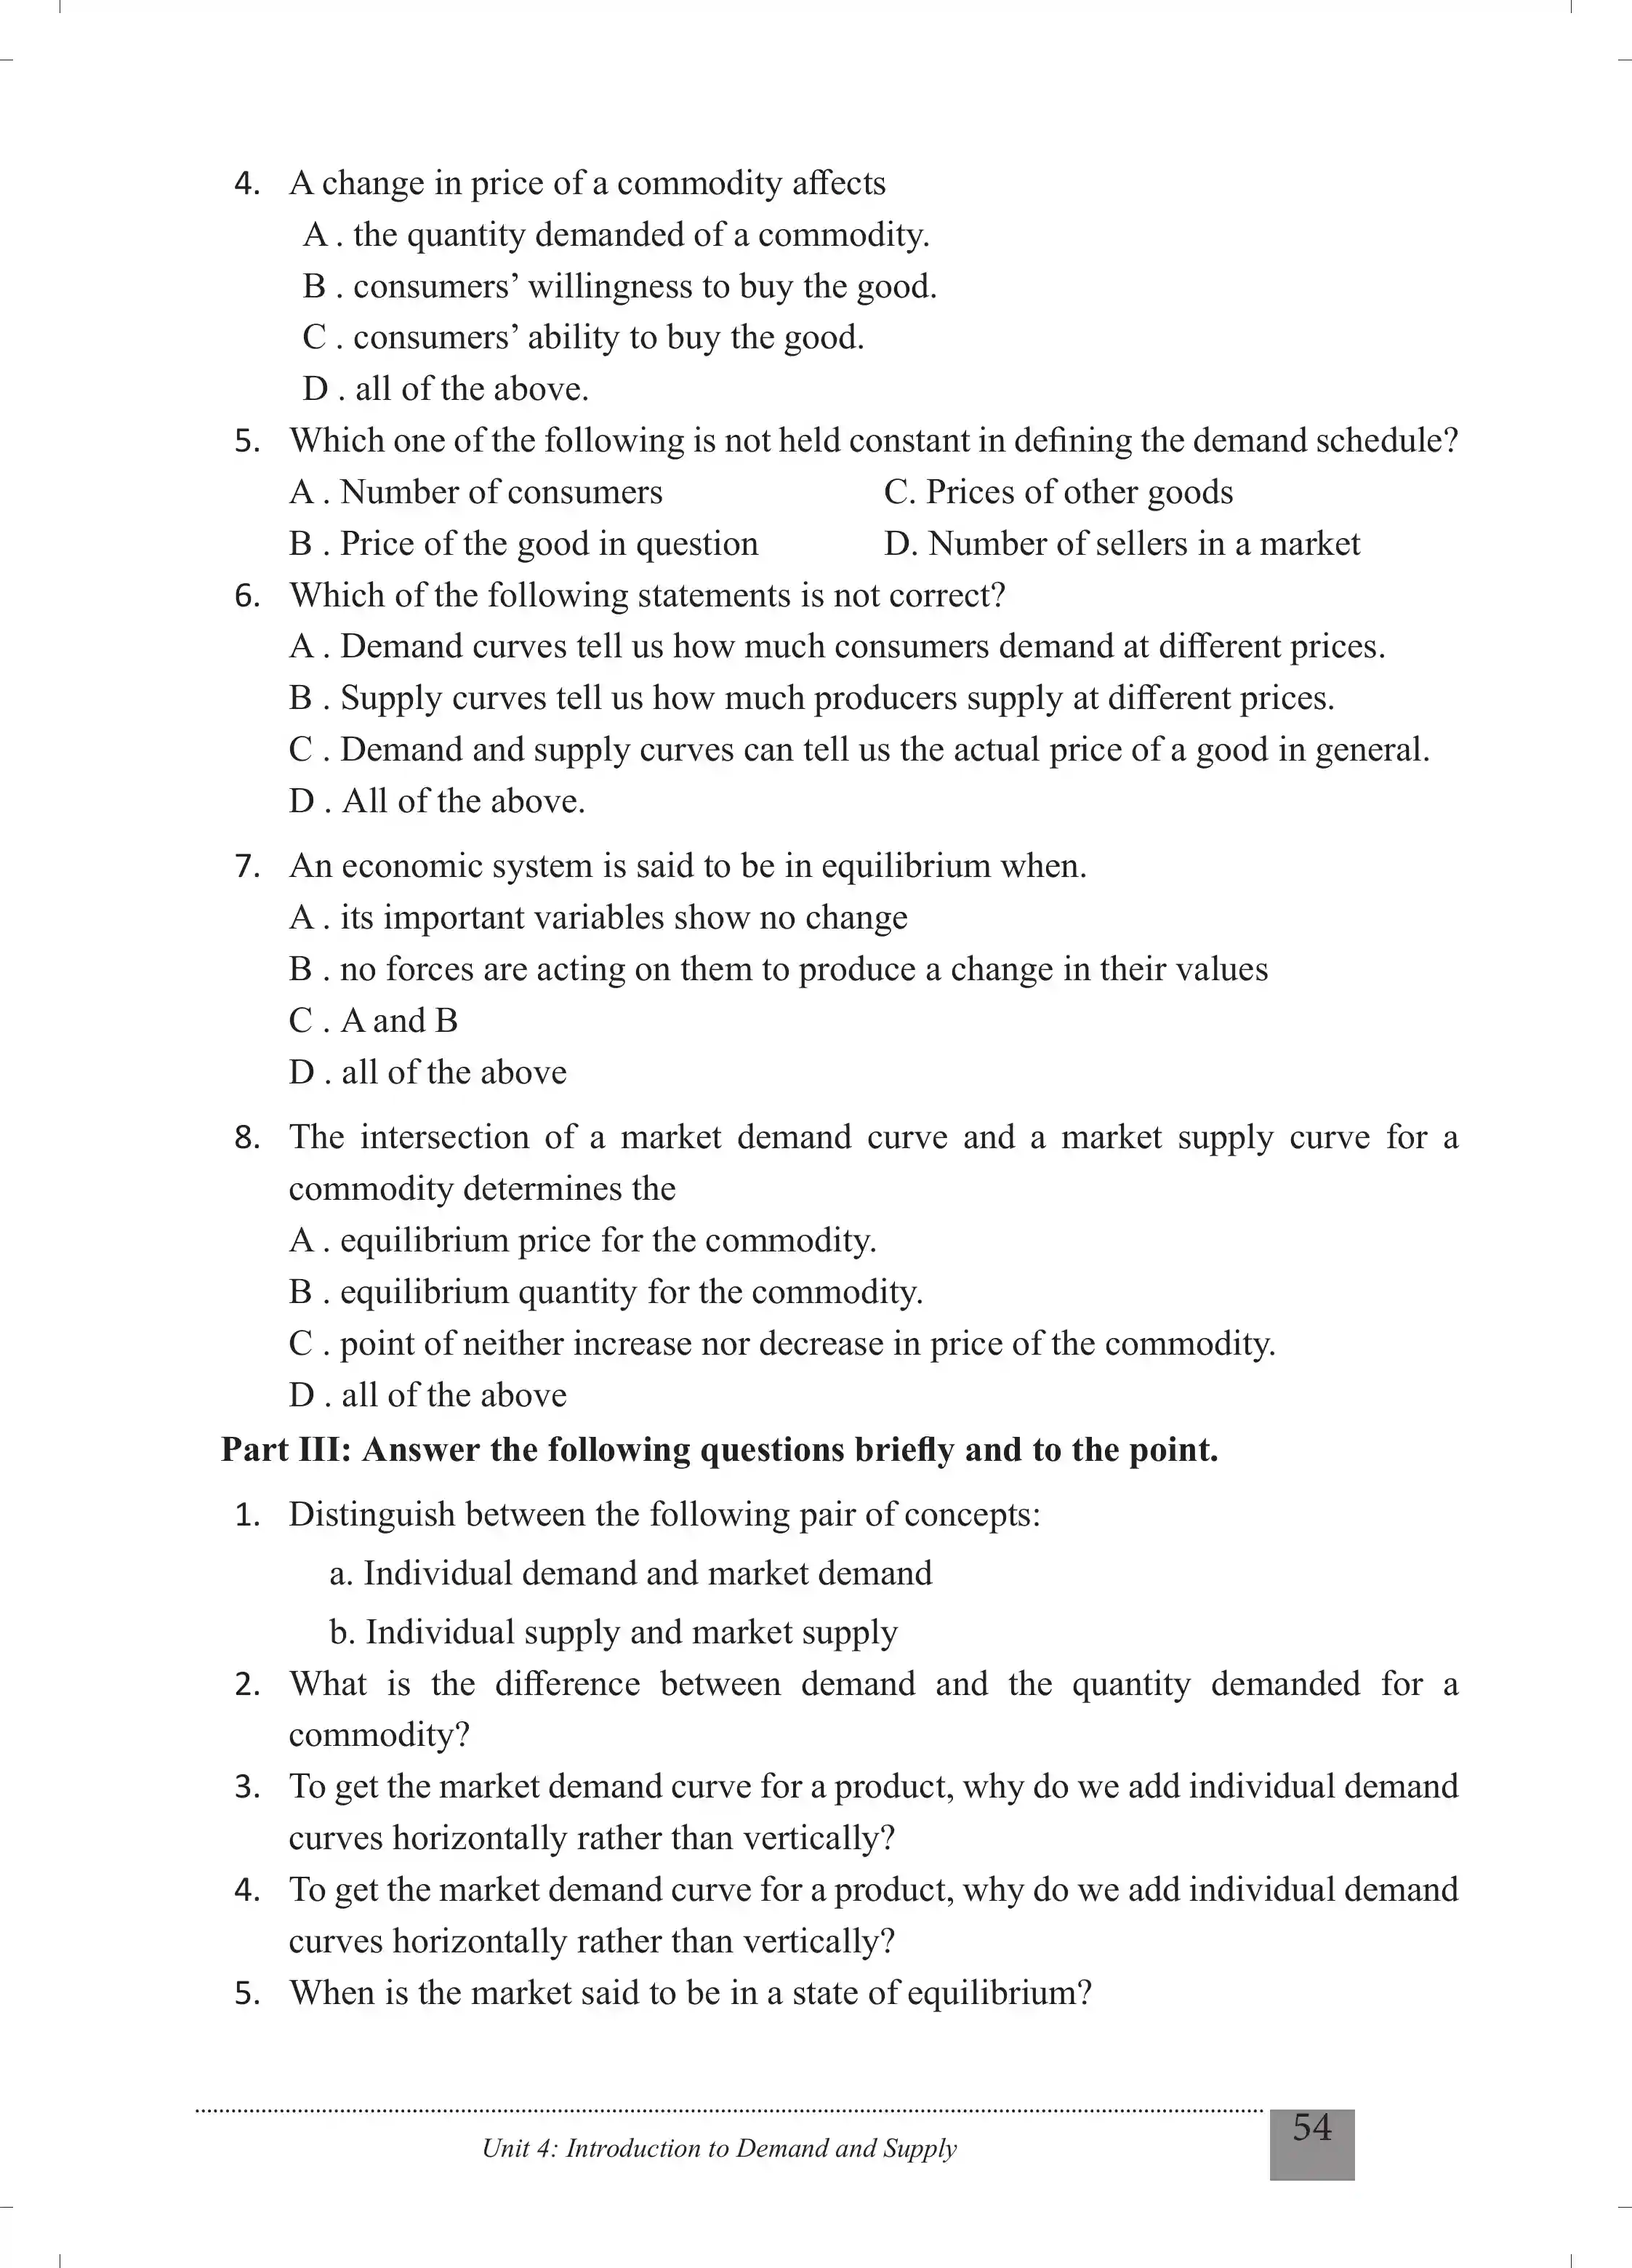 4. A change in price of a commodity affects
A . the quantity demanded of a commodity.
B . consumers’ willingness to buy the good.
C . consumers’ ability to buy the good.
D . all of the above.
5. Which one of the following is not held constant in defining the demand schedule?
A . Number of consumers C. Prices of other goods
B . Price of the good in question D. Number of sellers in a market
6. Which of the following statements is not correct?
A . Demand curves tell us how much consumers demand at different prices.
B . Supply curves tell us how much producers supply at different prices.
C . Demand and supply curves can tell us the actual price of a good in general.
D . All of the above.
7. An economic system is said to be in equilibrium when.
A . its important variables show no change
B . no forces are acting on them to produce a change in their values
C . A and B
D . all of the above
8. The intersection of a market demand curve and a market supply curve for a
commodity determines the
A . equilibrium price for the commodity.
B . equilibrium quantity for the commodity.
C . point of neither increase nor decrease in price of the commodity.
D . all of the above
Part III: Answer the following questions briefly and to the point.
1. Distinguish between the following pair of concepts:
a. Individual demand and market demand
b. Individual supply and market supply
2. What is the difference between demand and the quantity demanded for a
commodity?
3. To get the market demand curve for a product, why do we add individual demand
curves horizontally rather than vertically?
4. To get the market demand curve for a product, why do we add individual demand
curves horizontally rather than vertically?
5. When is the market said to be in a state of equilibrium?
Unit 4: Introduction to Demand and Supply
54